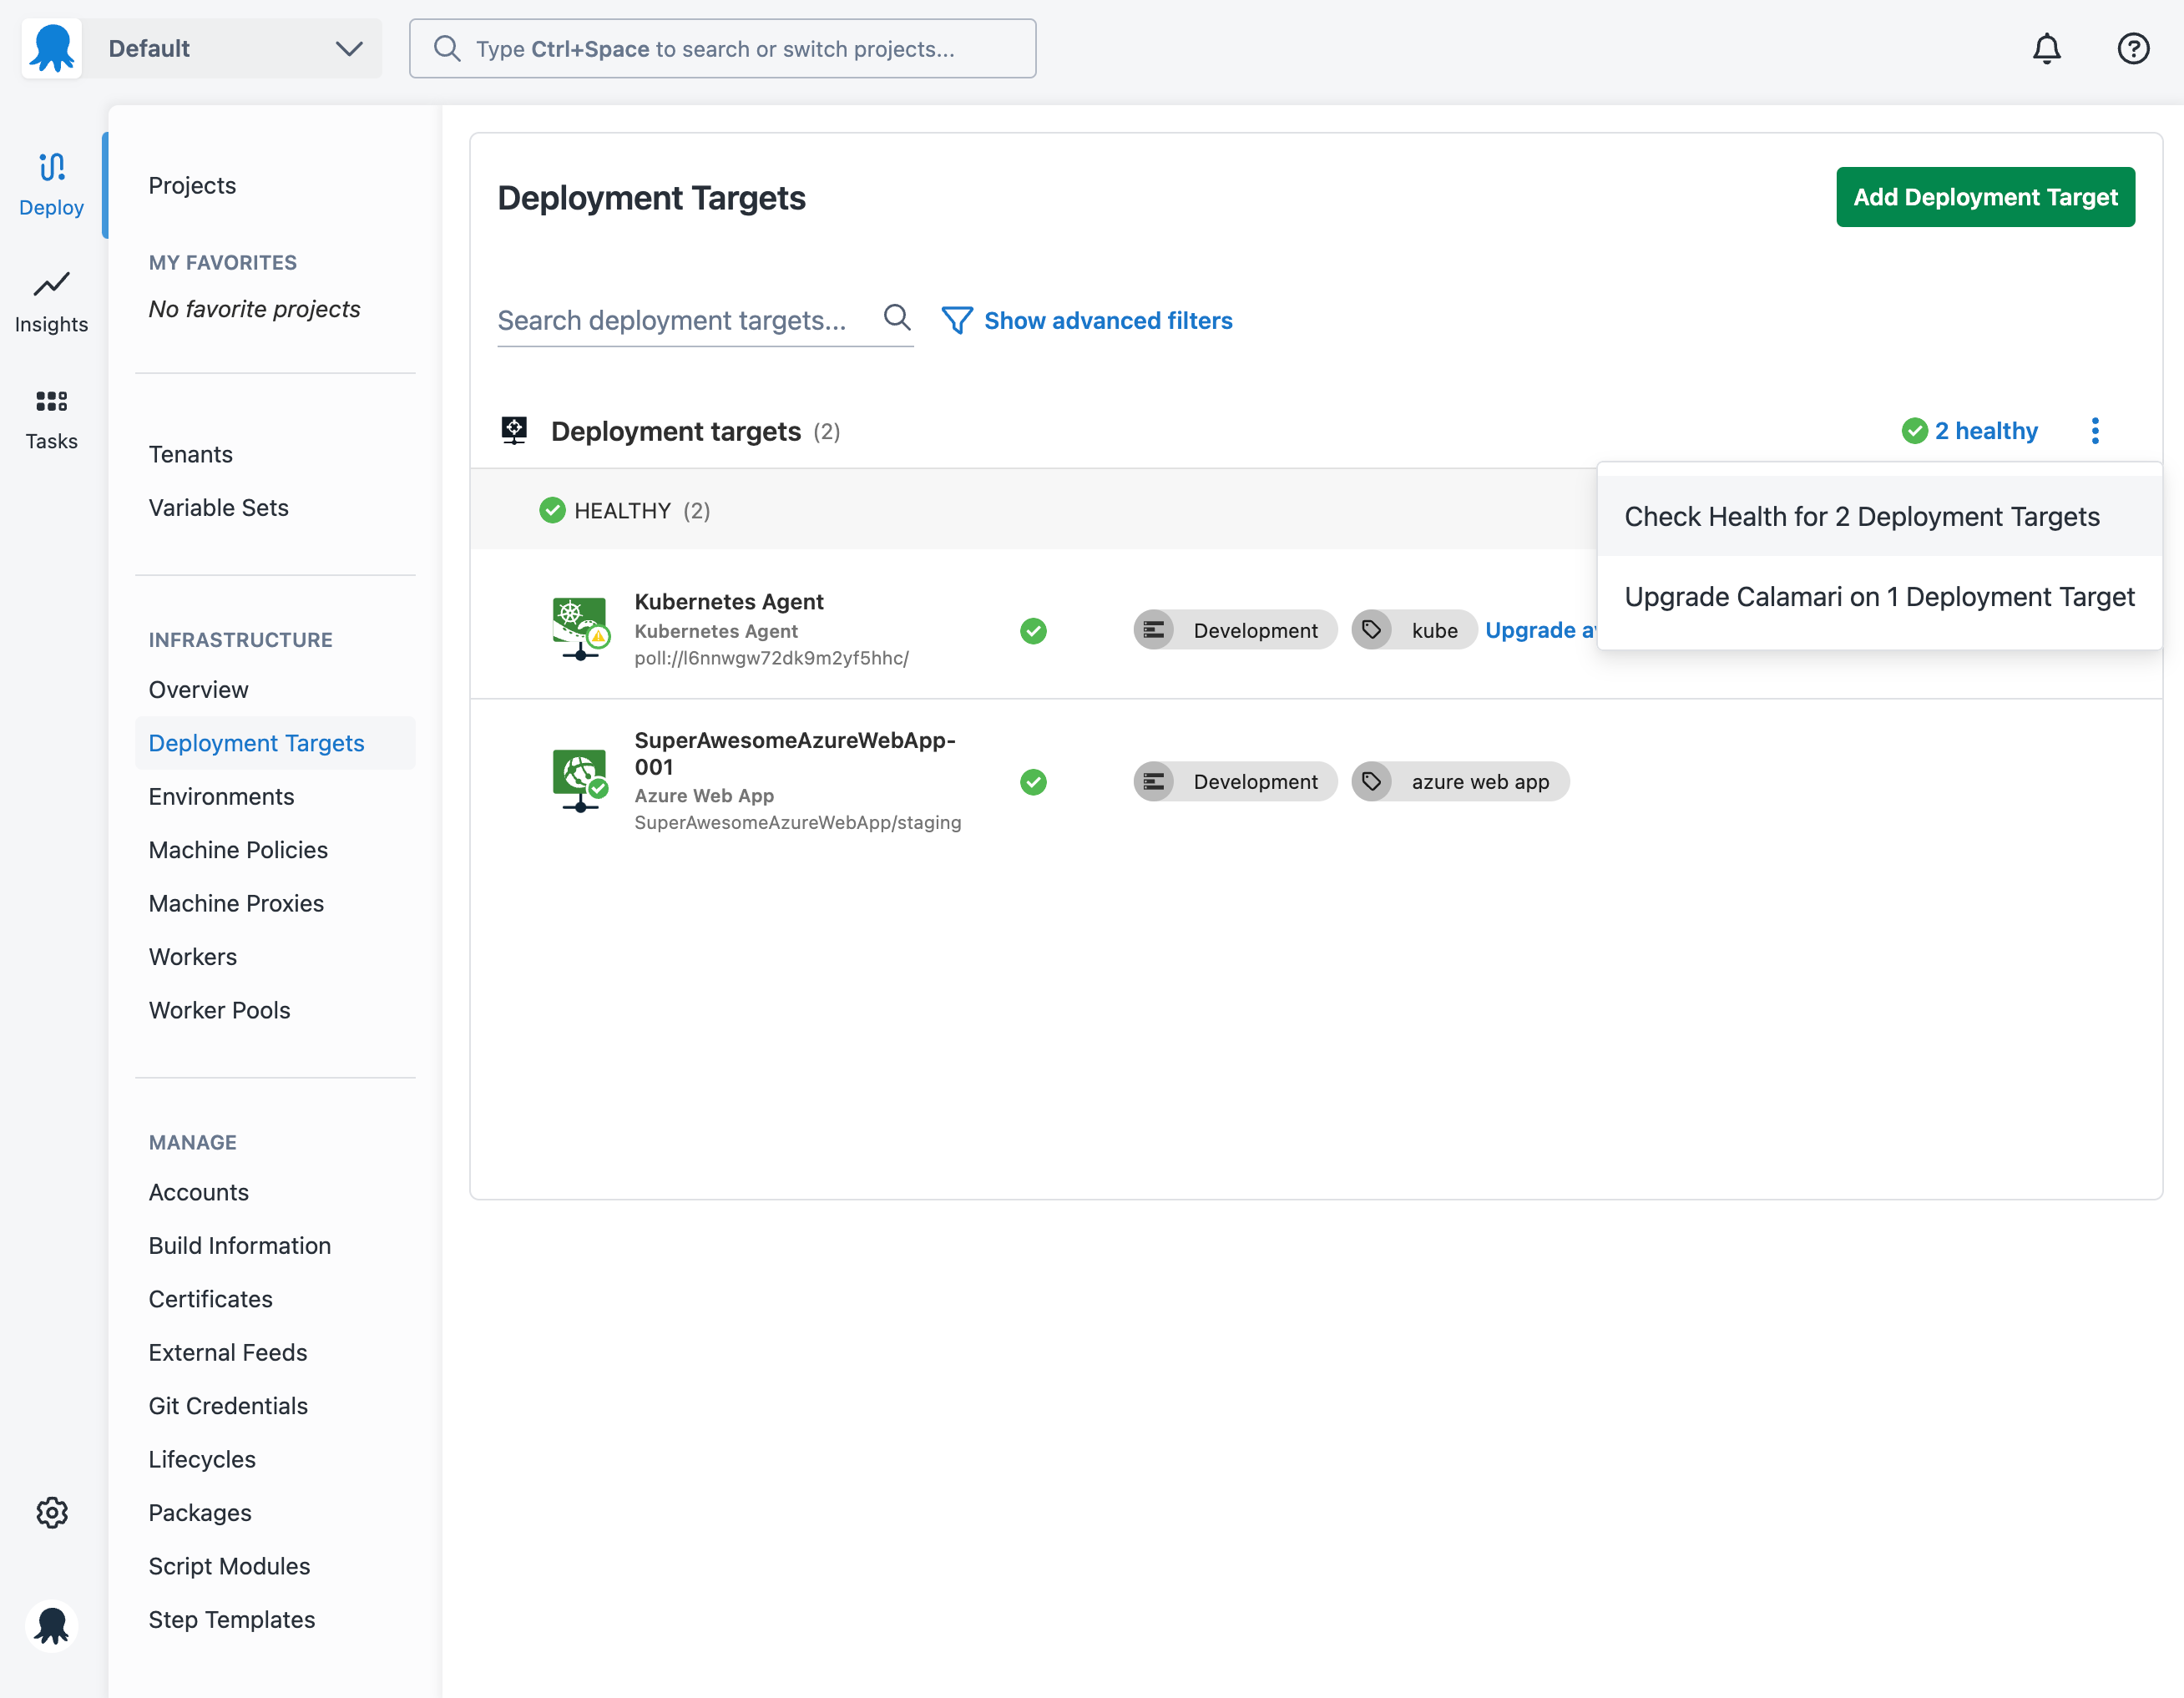 Default
Type Ctrl+Space to search or switch projects...
Deploy
Insights
Tasks
Projects
MY FAVORITES
No favorite projects
Tenants
Variable Sets
INFRASTRUCTURE
Overview
Deployment Targets
Environments
Machine Policies
Machine Proxies
Workers
Worker Pools
MANAGE
Accounts
Build Information
Certificates
External Feeds
Git Credentials
Lifecycles
Packages
Script Modules
Step Templates
Deployment Targets
Add Deployment Target
Search deployment targets...
Show advanced filters
Deployment targets (2)
2 healthy
HEALTHY (2)
Check Health for 2 Deployment Targets
Upgrade Calamari on 1 Deployment Target
Kubernetes Agent
Kubernetes Agent
poll://l6nnwgw72dk9m2yf5hhc/
Development
kube
Upgrade
SuperAwesomeAzureWebApp-
001
Azure Web App
SuperAwesomeAzureWebApp/staging
Development
azure web app